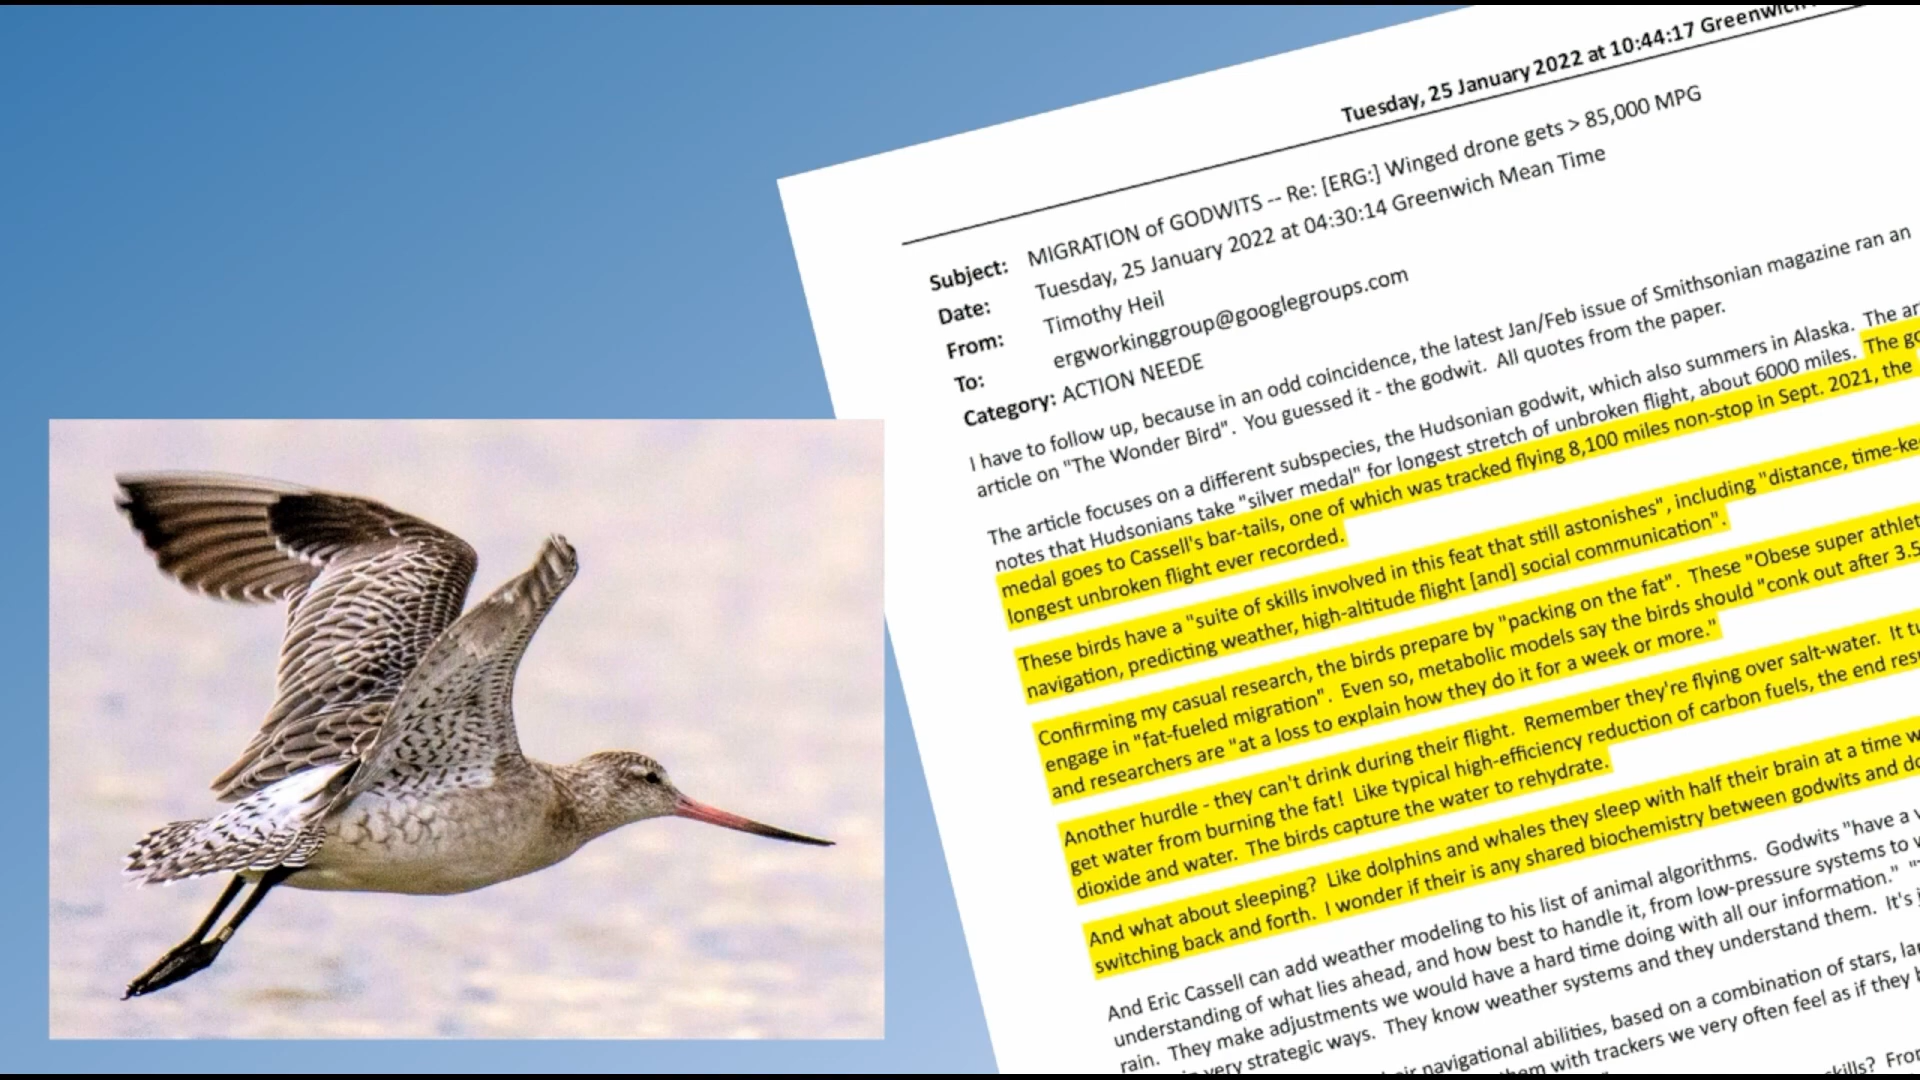 Tuesday, 25 January 2022 at 10:44:17 Greenwich
Subject: MIGRATION of GODWITS -- Re: [ERG:] Winged drone gets > 85,000 MPG
Date: Tuesday, 25 January 2022 at 04:30:14 Greenwich Mean Time
From: Timothy Heil
To: ergworkinggroup@googlegroups.com
Category: ACTION NEEDE
I have to follow up, because in an odd coincidence, the latest Jan/Feb issue of Smithsonian magazine ran an
article on "The Wonder Bird". You guessed it - the godwit. All quotes from the paper.
The article focuses on a different subspecies, the Hudsonian godwit, which also summers in Alaska. The
notes that Hudsonians take "silver medal" for longest stretch of unbroken flight, about 6000 miles. The
medal goes to Cassell's bar-tails, one of which was tracked flying 8,100 miles non-stop in Sept. 2021, the
longest unbroken flight ever recorded.
These birds have a "suite of skills involved in this feat that still astonishes", including "distance,
navigation, predicting weather, high-altitude flight [and] social communication".
Confirming my casual research, the birds prepare by "packing on the fat". These "Obese super
engage in "fat-fueled migration". Even so, metabolic models say the birds should "conk out after 3.5
and researchers are "at a loss to explain how they do it for a week or more."
Another hurdle - they can't drink during their flight. Remember they're flying over salt-water. It
get water from burning the fat! Like typical high-efficiency reduction of carbon fuels, the end
dioxide and water. The birds capture the water to rehydrate.
And what about sleeping? Like dolphins and whales they sleep with half their brain at a time
switching back and forth. I wonder if their is any shared biochemistry between godwits and
And Eric Cassell can add weather modeling to his list of animal algorithms. Godwits "have a
understanding of what lies ahead, and how best to handle it, from low-pressure systems to
rain. They make adjustments we would have a hard time doing with all our information."
very strategic ways. They know weather systems and they understand them. It's
navigational abilities, based on a combination of stars,
with trackers we very often feel as if they
skills?